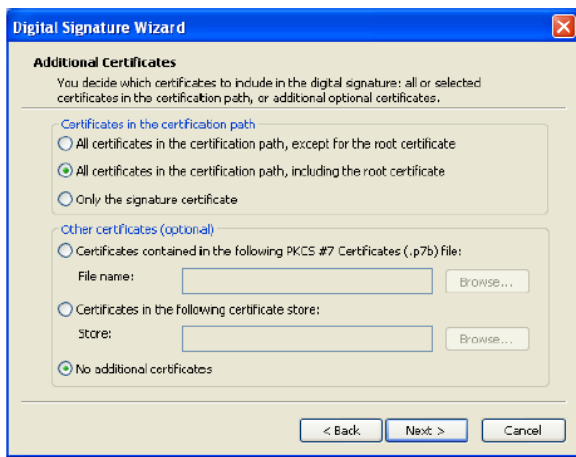 Digital Signature Wizard
Additional Certificates
You decide which certificates to include in the digital signature: all or selected
certificates in the certification path, or additional optional certificates.
Certificates in the certification path
All certificates in the certification path, except for the root certificate
All certificates in the certification path, including the root certificate
Only the signature certificate
Other certificates (optional)
Certificates contained in the following PKCS #7 Certificates (.p7b) file:
File name:
Browse...
Certificates in the following certificate store:
Store:
Browse...
No additional certificates
< Back
Next >
Cancel